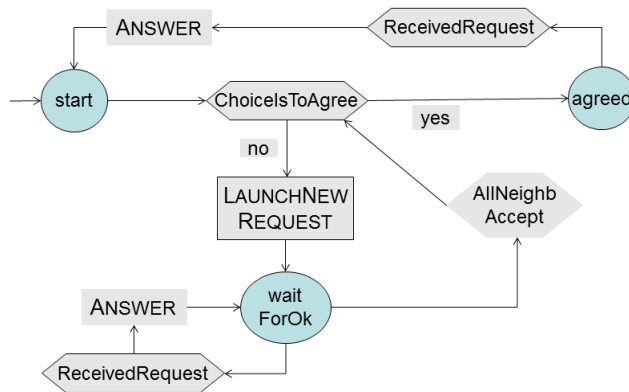 ANSWER
ReceivedRequest
start
ChoiceIsToAgree
yes
agreed
no
LAUNCHNEW
REQUEST
AllNeighb
Accept
wait
ForOk
ANSWER
ReceivedRequest